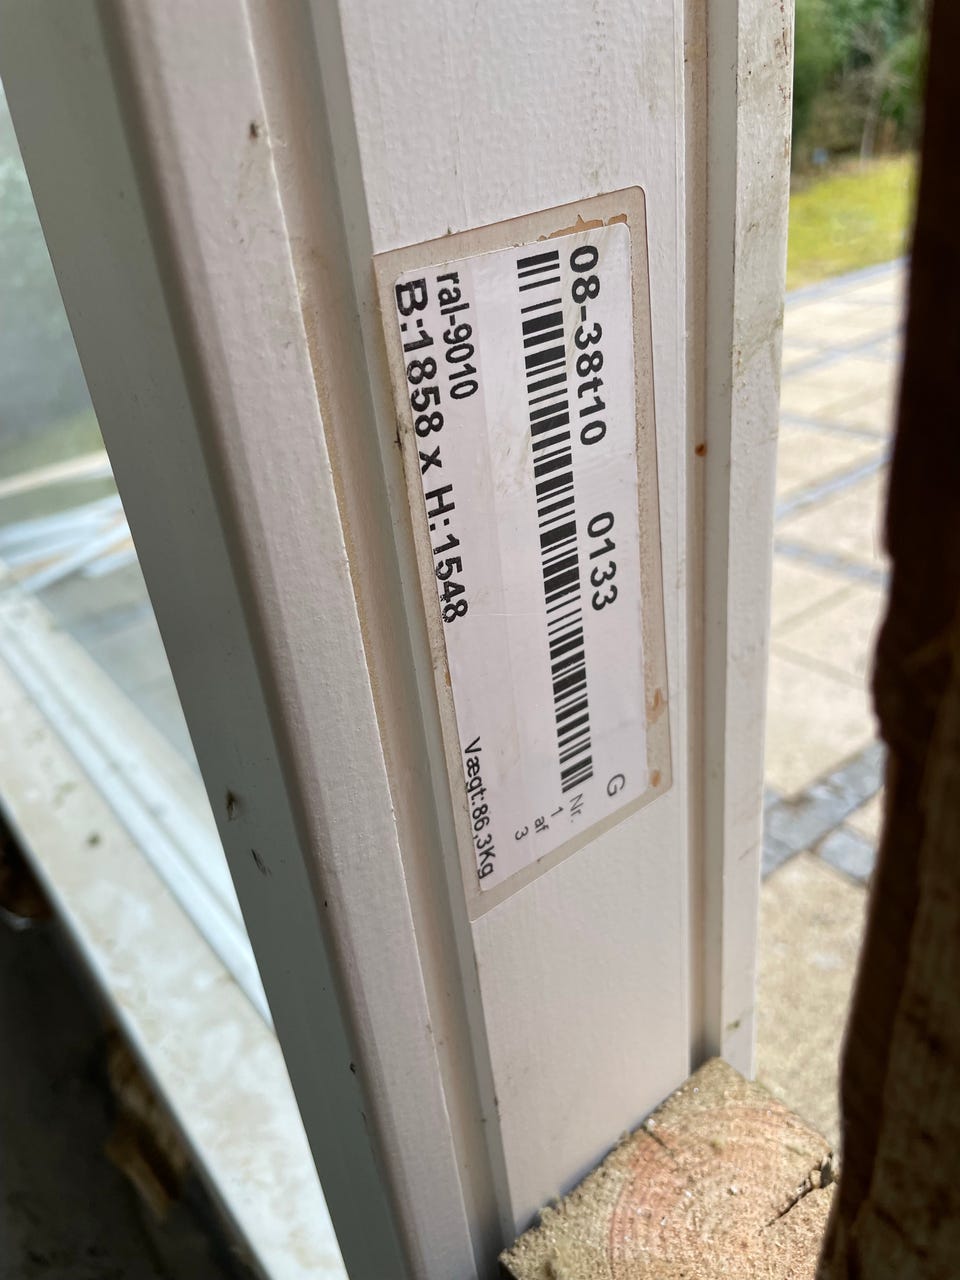 08-38t10 0133 G
Nr.
1
af
3
ral-9010
B:1858 x H:1548
Vægt:86,3Kg